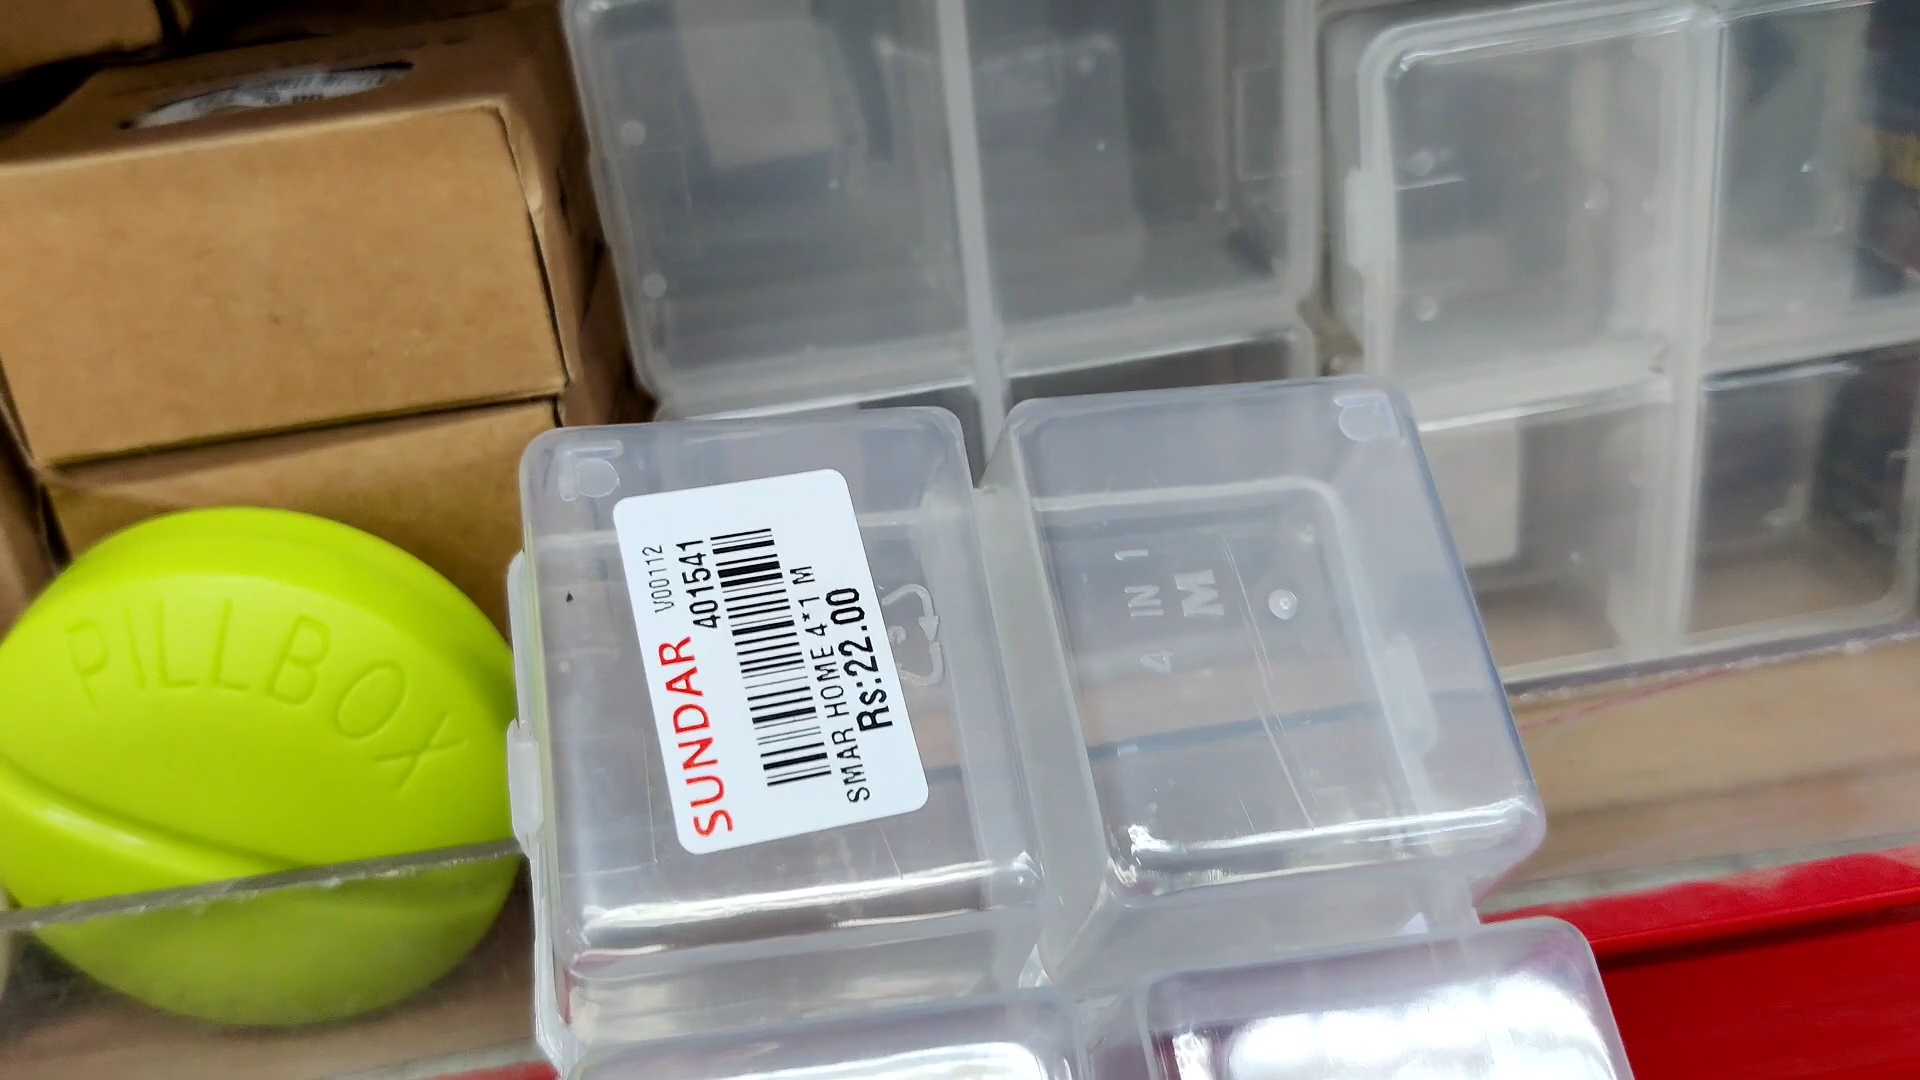 PILLBOX
SUNDAR
V00112
401541
SMAR HOME 4*1 M
Rs:22.00
4 IN 1
M